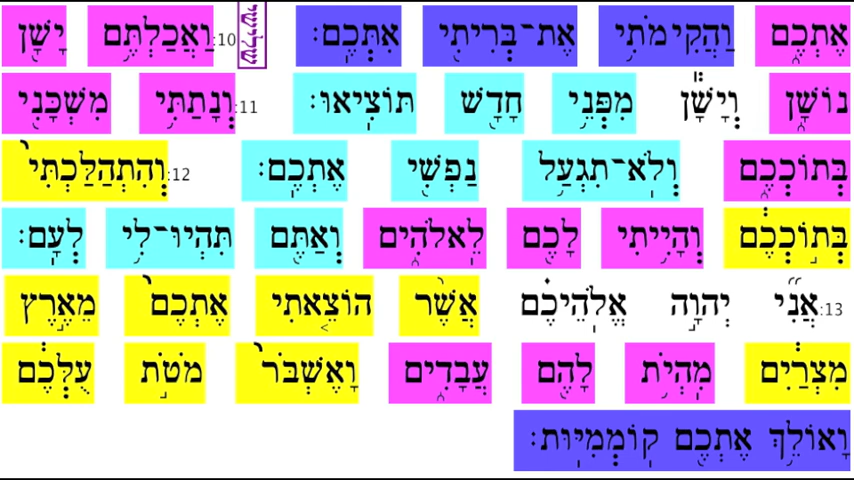 אֶתְכֶ֑ם וַהֲקִימֹתִ֥י אֶת־בְּרִיתִ֖י אִתְּכֶֽם׃ שלישי 10: וַאֲכַלְתֶּ֥ם יָשָׁ֖ן
נוֹשָׁ֑ן וְיָשָׁ֕ן מִפְּנֵ֥י חָדָ֖שׁ תּוֹצִֽיאוּ׃ 11: וְנָתַתִּ֥י מִשְׁכָּנִ֖י
בְּתוֹכְכֶ֑ם וְלֹֽא־תִגְעַ֥ל נַפְשִׁ֖י אֶתְכֶֽם׃ 12: וְהִתְהַלַּכְתִּי֙
בְּת֣וֹכְכֶ֔ם וְהָיִ֥יתִי לָכֶ֖ם לֵֽאלֹהִ֑ים וְאַתֶּ֖ם תִּהְיוּ־לִ֥י לְעָֽם׃
13: אֲנִ֞י יְהוָ֣ה אֱלֹֽהֵיכֶ֗ם אֲשֶׁ֨ר הוֹצֵ֤אתִי אֶתְכֶם֙ מֵאֶ֣רֶץ
מִצְרַ֔יִם מִֽהְיֹ֥ת לָהֶ֖ם עֲבָדִ֑ים וָאֶשְׁבֹּר֙ מֹטֹ֣ת עֻלְּכֶ֔ם
וָאוֹלֵ֥ךְ אֶתְכֶ֖ם קֽוֹמְמִיּֽוּת׃